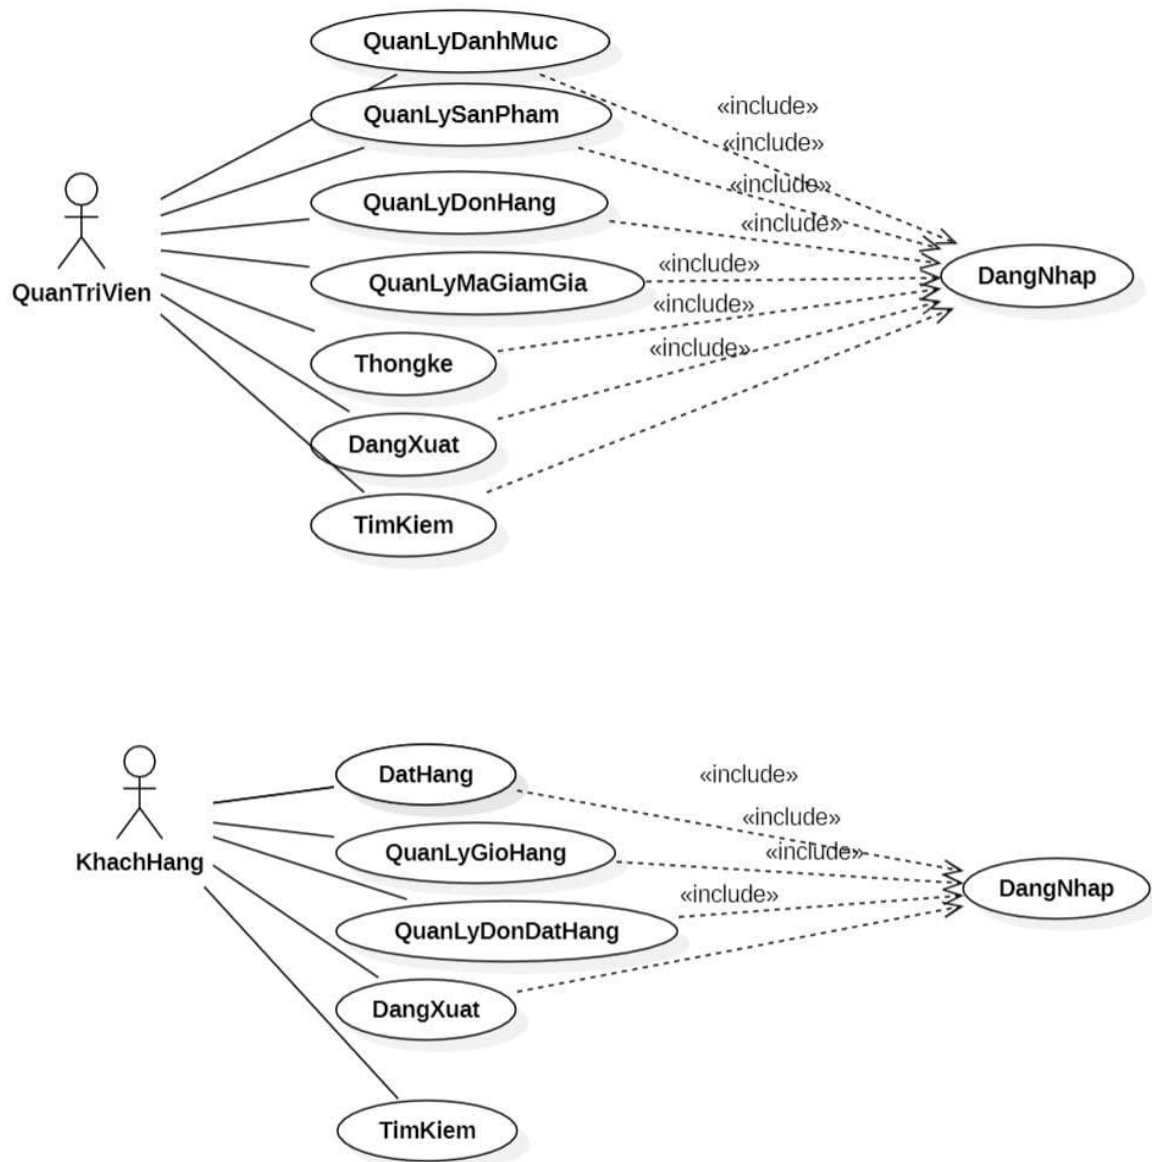 QuanLyDanhMuc
«include»
QuanLySanPham
«include»
«include»
QuanLyDonHang
«include»
«include»
DangNhap
QuanLyMaGiamGia
QuanTriVien
«include»
«include»
Thongke
DangXuat
TimKiem
DatHang
«include»
«include»
QuanLyGioHang
«include»
KhachHang
DangNhap
«include»
QuanLyDonDatHang
DangXuat
TimKiem